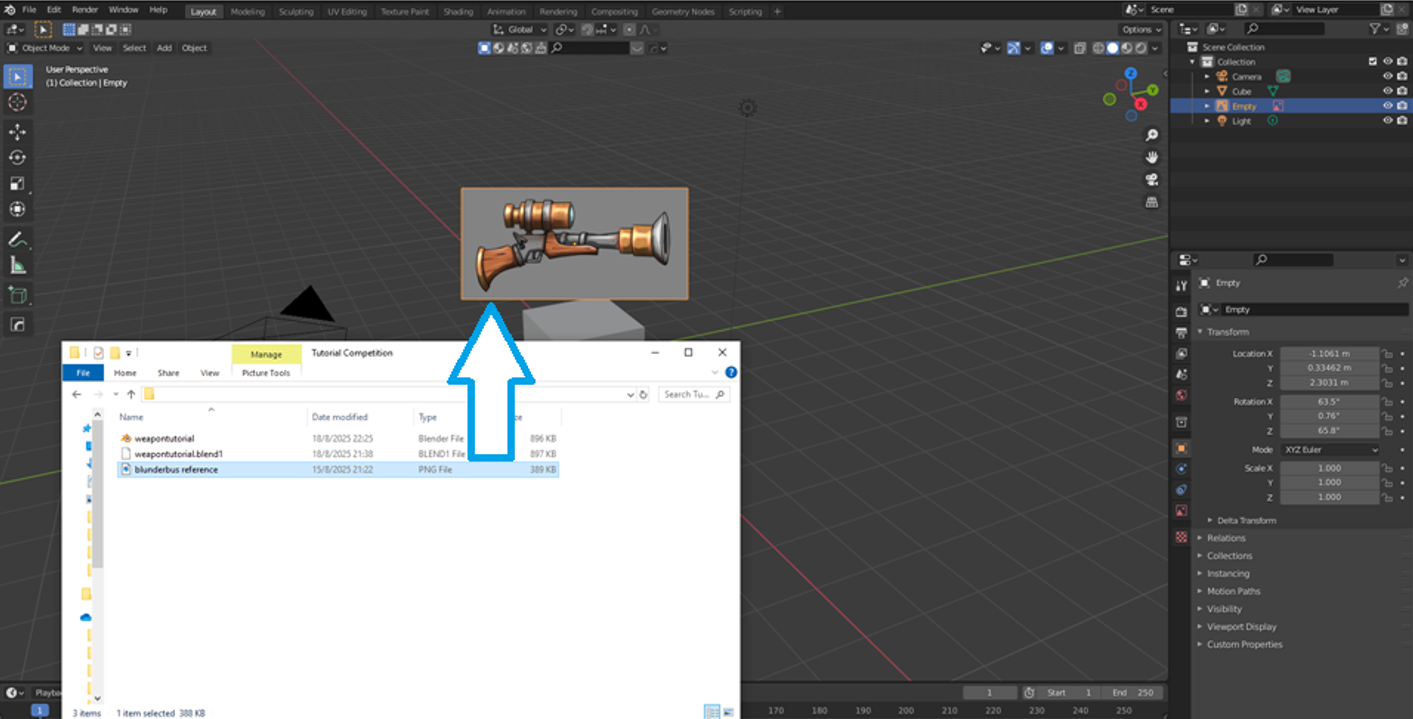 File Edit Render Window Help Layout Modeling Sculpting UV Editing Texture Paint Shading Animation Rendering Compositing Geometry Nodes Scripting + Scene View Layer
Global Options
Object Mode View Select Add Object
User Perspective
(1) Collection | Empty
Z
Y
X
Scene Collection
Collection
Camera
Cube
Empty
Light
Empty
Empty
Transform
Location X -1.1061 m
Y 0.33462 m
Z 2.3031 m
Rotation X 63.5°
Y 0.76°
Z 65.8°
Mode XYZ Euler
Scale X 1.000
Y 1.000
Z 1.000
Delta Transform
Relations
Collections
Instancing
Motion Paths
Visibility
Viewport Display
Custom Properties
Manage Tutorial Competition
File Home Share View Picture Tools
Search Tu...
Name Date modified Type
weapontutorial 18/8/2025 22:25 Blender File 896 KB
weapontutorial.blend1 18/8/2025 21:38 BLEND1 File 897 KB
blunderbus reference 15/8/2025 21:22 PNG File 389 KB
3 items 1 item selected 388 KB
1 Start 1 End 250
1 170 180 190 200 210 220 230 240 250